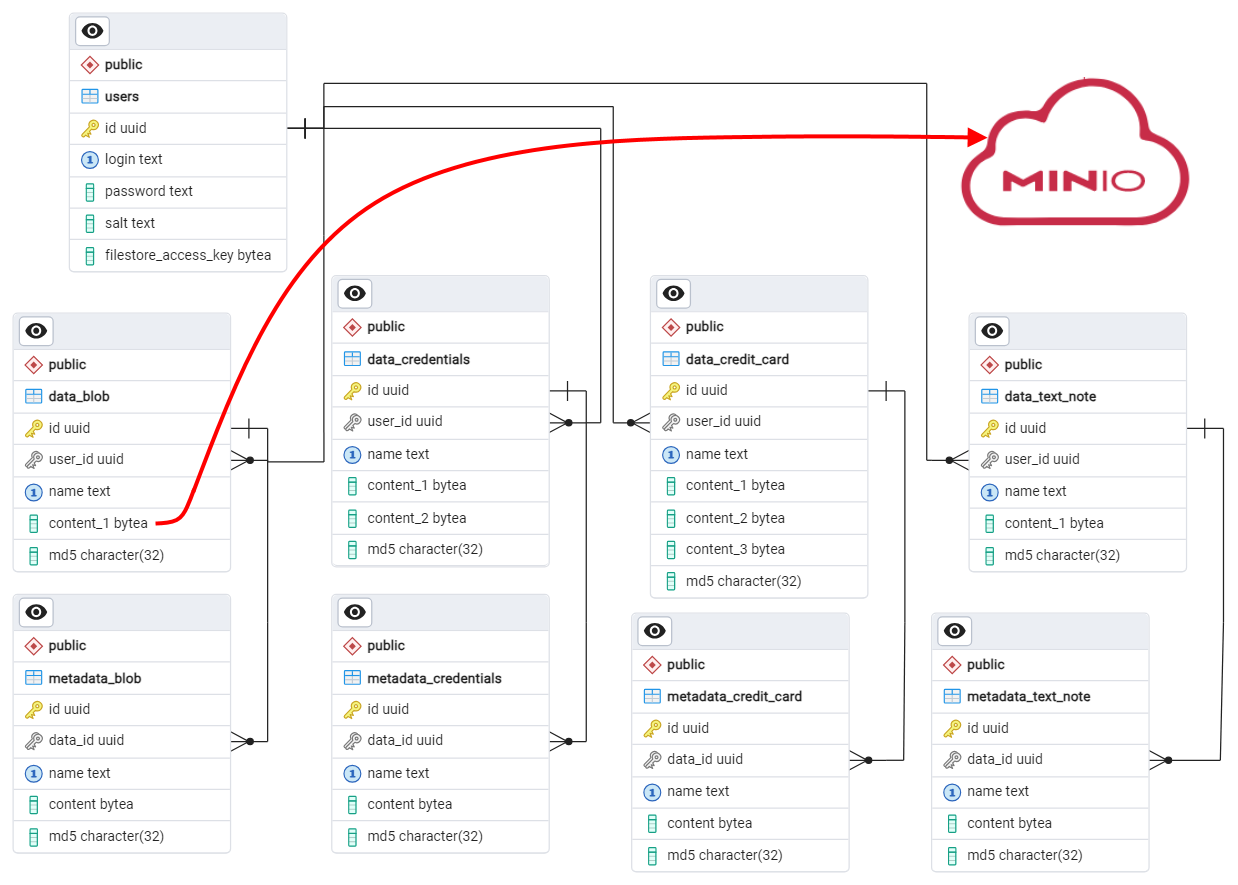 public
users
id uuid
login text
password text
salt text
filestore_access_key bytea
MINIO
public
data_blob
id uuid
user_id uuid
name text
content_1 bytea
md5 character(32)
public
data_credentials
id uuid
user_id uuid
name text
content_1 bytea
content_2 bytea
md5 character(32)
public
data_credit_card
id uuid
user_id uuid
name text
content_1 bytea
content_2 bytea
content_3 bytea
md5 character(32)
public
data_text_note
id uuid
user_id uuid
name text
content_1 bytea
md5 character(32)
public
metadata_blob
id uuid
data_id uuid
name text
content bytea
md5 character(32)
public
metadata_credentials
id uuid
data_id uuid
name text
content bytea
md5 character(32)
public
metadata_credit_card
id uuid
data_id uuid
name text
content bytea
md5 character(32)
public
metadata_text_note
id uuid
data_id uuid
name text
content bytea
md5 character(32)